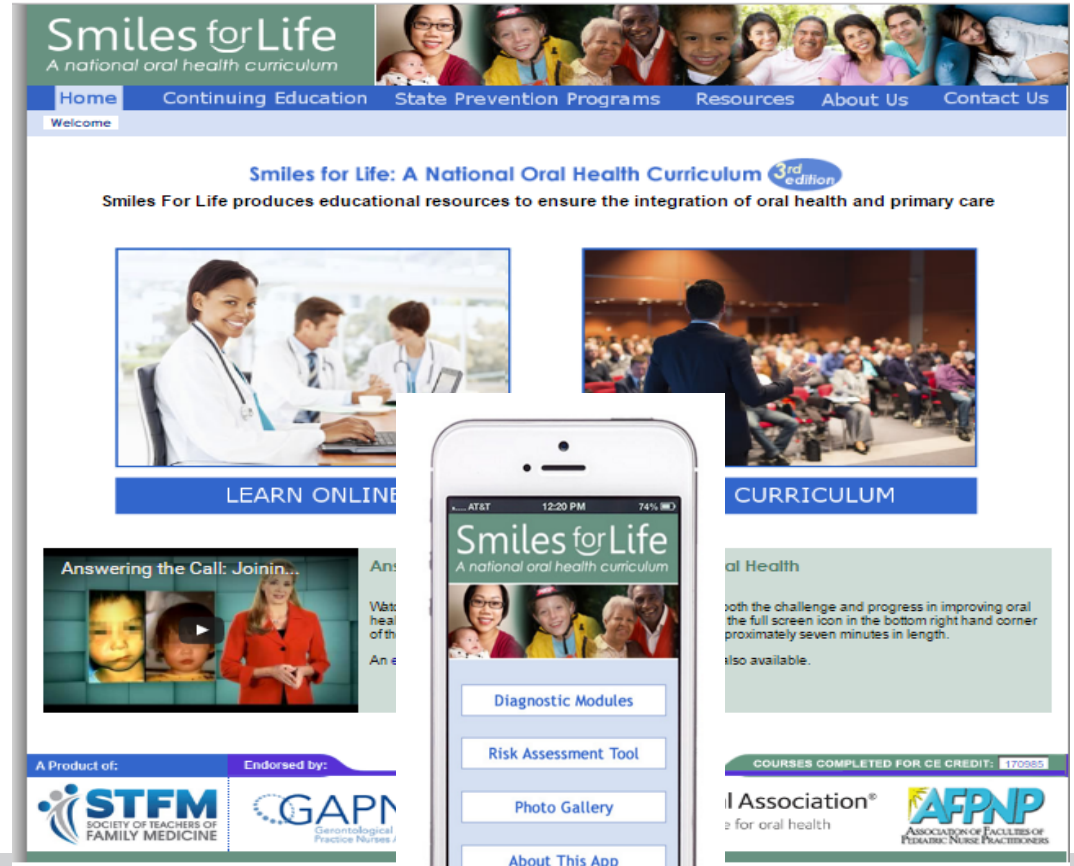 Smiles for Life
A national oral health curriculum
Home Continuing Education State Prevention Programs Resources About Us Contact Us
Welcome
Smiles for Life: A National Oral Health Curriculum 3rd edition
Smiles For Life produces educational resources to ensure the integration of oral health and primary care
LEARN ONLINE
CURRICULUM
Answering the Call: Joinin...
al Health
both the challenge and progress in improving oral
heal the full screen icon in the bottom right hand corner
of th proximately seven minutes in length.
An also available.
AT&T 12:20 PM 74%
Smiles for Life
A national oral health curriculum
Diagnostic Modules
Risk Assessment Tool
Photo Gallery
About This App
A Product of:
Endorsed by:
COURSES COMPLETED FOR CE CREDIT: 170985
STFM
SOCIETY OF TEACHERS OF
FAMILY MEDICINE
GAPN
Gerontological
Practice Nurses
l Association®
e for oral health
AFPNP
ASSOCIATION OF FACULTIES OF
PEDIATRIC NURSE PRACTITIONERS